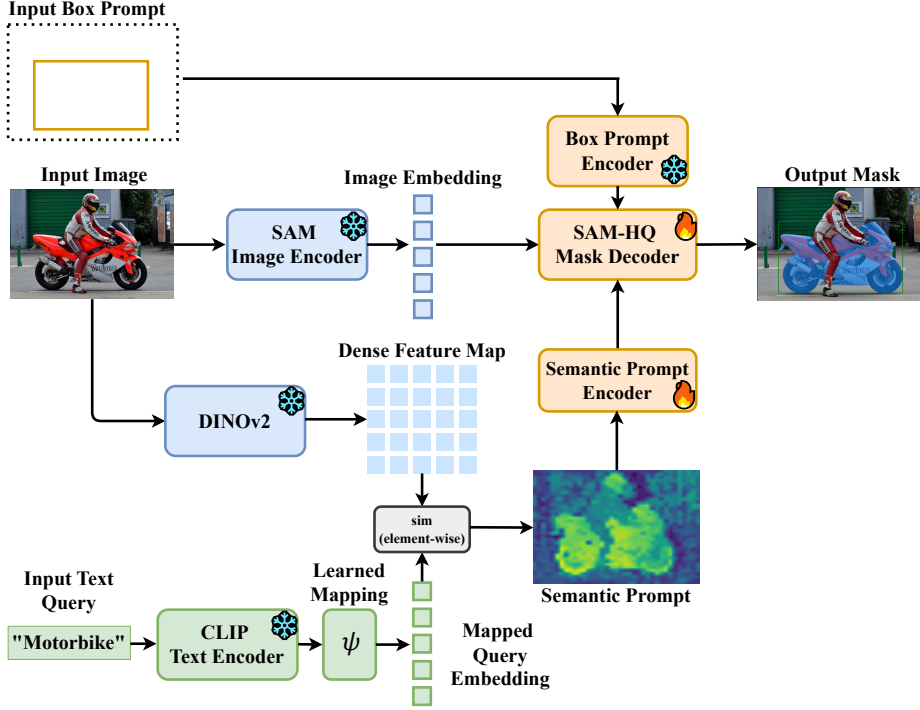 Input Box Prompt
Box Prompt
Encoder
Input Image
Image Embedding
Output Mask
SAM
Image Encoder
SAM-HQ
Mask Decoder
Dense Feature Map
Semantic Prompt
Encoder
DINOv2
sim
(element-wise)
Learned
Mapping
Semantic Prompt
Input Text
Query
"Motorbike"
CLIP
Text Encoder
ψ
Mapped
Query
Embedding